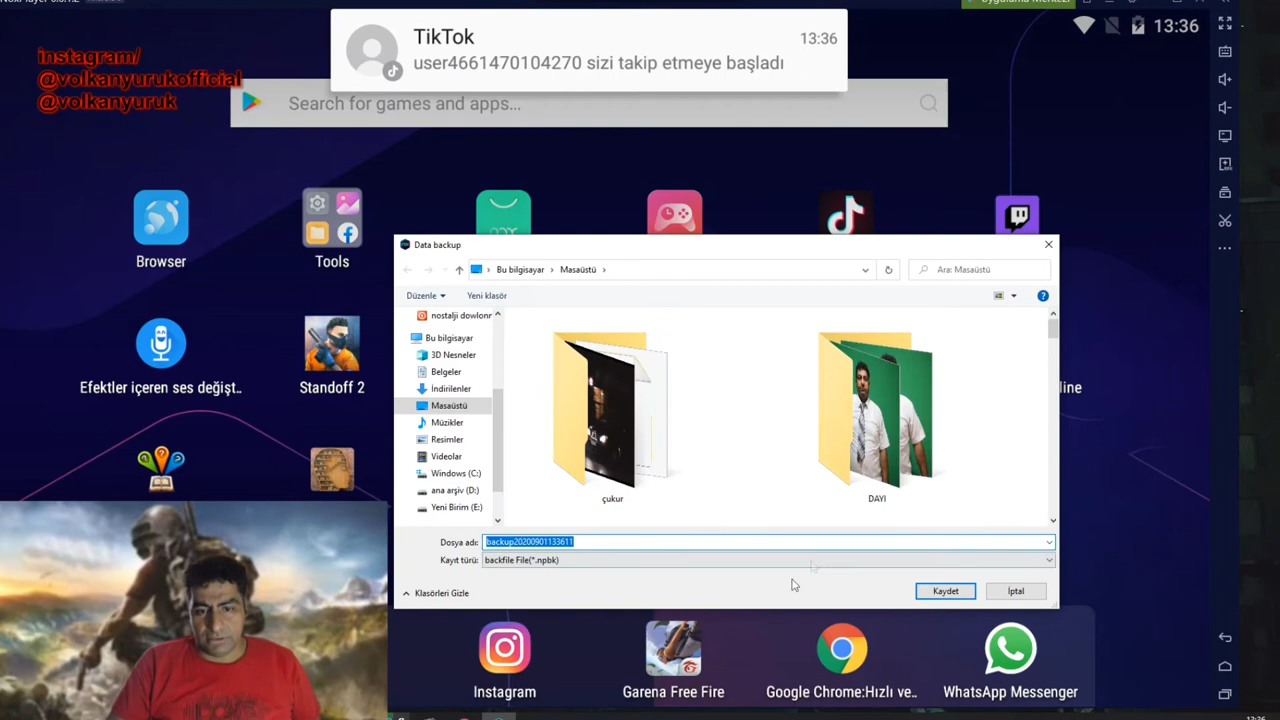 instagram/
@volkanyurukofficial
@volkanyuruk
TikTok
13:36
user4661470104270 sizi takip etmeye başladı
13:36
Search for games and apps...
Browser
Tools
Efektler içeren ses değişt..
Standoff 2
Data backup
Bu bilgisayar
Masaüstü
Ara: Masaüstü
Düzenle
Yeni klasör
nostalji dowlonn
Bu bilgisayar
3D Nesneler
Belgeler
İndirilenler
Masaüstü
Müzikler
Resimler
Videolar
Windows (C:)
ana arşiv (D:)
Yeni Birim (E:)
çukur
DAYI
Dosya adı:
backup20200901133611
Kayıt türü:
backfile File(*.npbk)
Klasörleri Gizle
Kaydet
İptal
Instagram
Garena Free Fire
Google Chrome:Hızlı ve..
WhatsApp Messenger